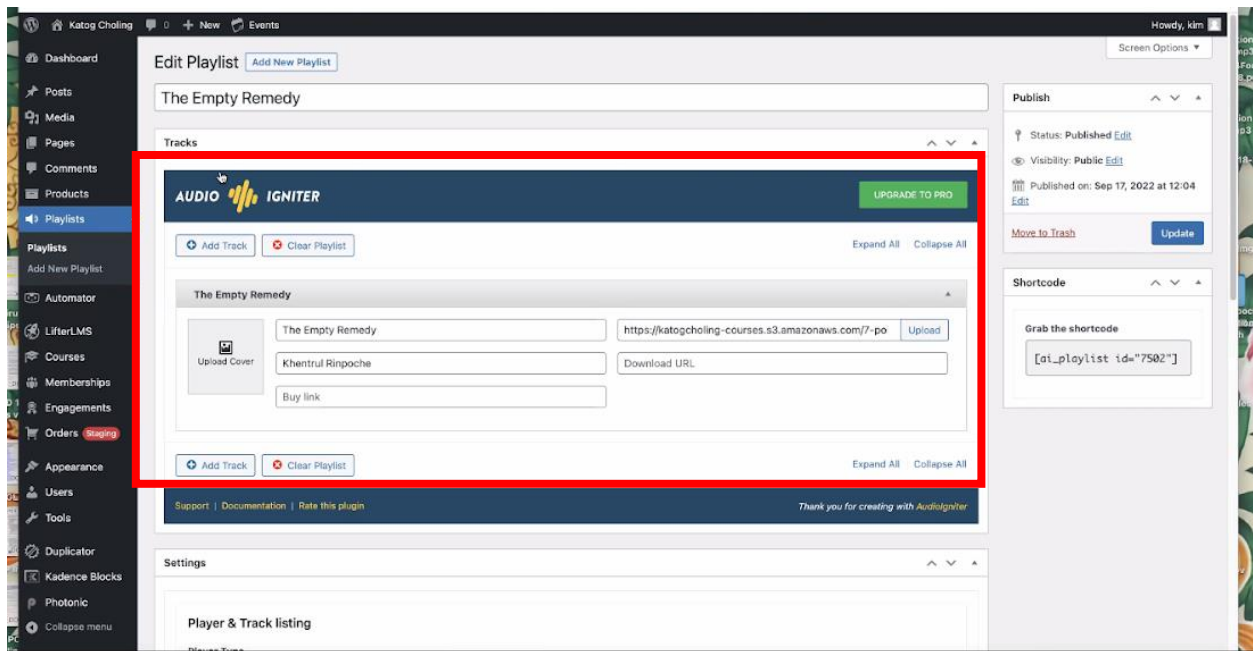 Katog Choling 0 New Events Howdy, kim
Screen Options
Dashboard
Posts
Media
Pages
Comments
Products
Playlists
Playlists
Add New Playlist
Automator
LifterLMS
Courses
Memberships
Engagements
Orders Staging
Appearance
Users
Tools
Duplicator
Kadence Blocks
Photonic
Collapse menu
Edit Playlist Add New Playlist
The Empty Remedy
Tracks
AUDIO IGNITER UPGRADE TO PRO
Add Track Clear Playlist Expand All Collapse All
The Empty Remedy
Upload Cover
The Empty Remedy https://katogcholing-courses.s3.amazonaws.com/7-po Upload
Khentrul Rinpoche Download URL
Buy link
Add Track Clear Playlist Expand All Collapse All
Support | Documentation | Rate this plugin Thank you for creating with AudioIgniter
Settings
Player & Track listing
Player Type
Publish
Status: Published Edit
Visibility: Public Edit
Published on: Sep 17, 2022 at 12:04
Edit
Move to Trash Update
Shortcode
Grab the shortcode
[ai_playlist id="7502"]